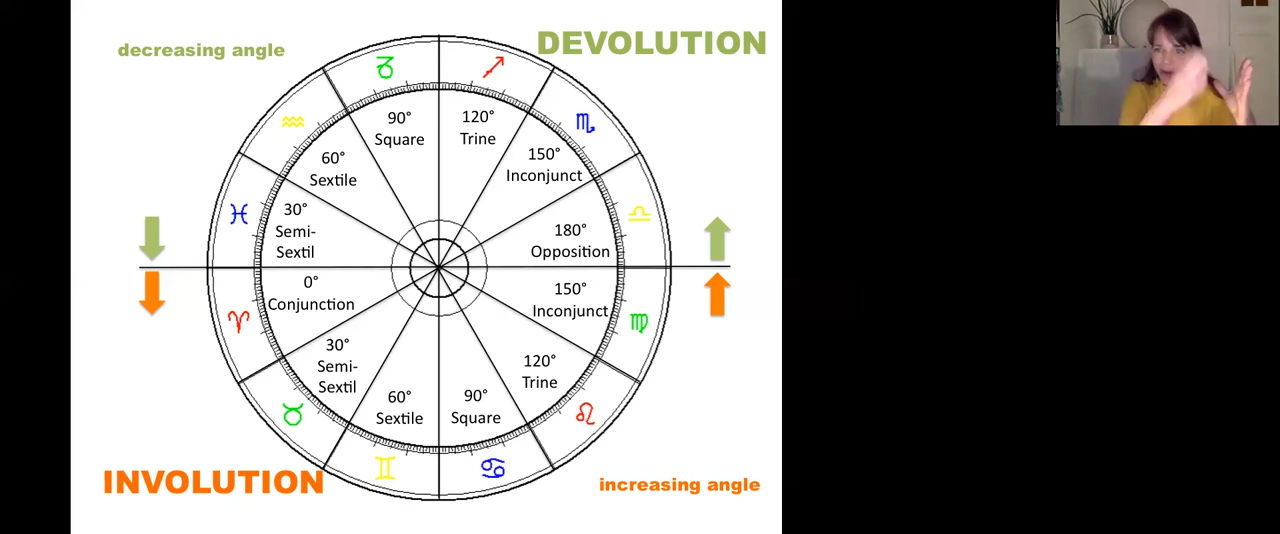 decreasing angle
DEVOLUTION
90°
Square
120°
Trine
60°
Sextile
150°
Inconjunct
30°
Semi-
Sextil
180°
Opposition
0°
Conjunction
150°
Inconjunct
30°
Semi-
Sextil
120°
Trine
60°
Sextile
90°
Square
INVOLUTION
increasing angle